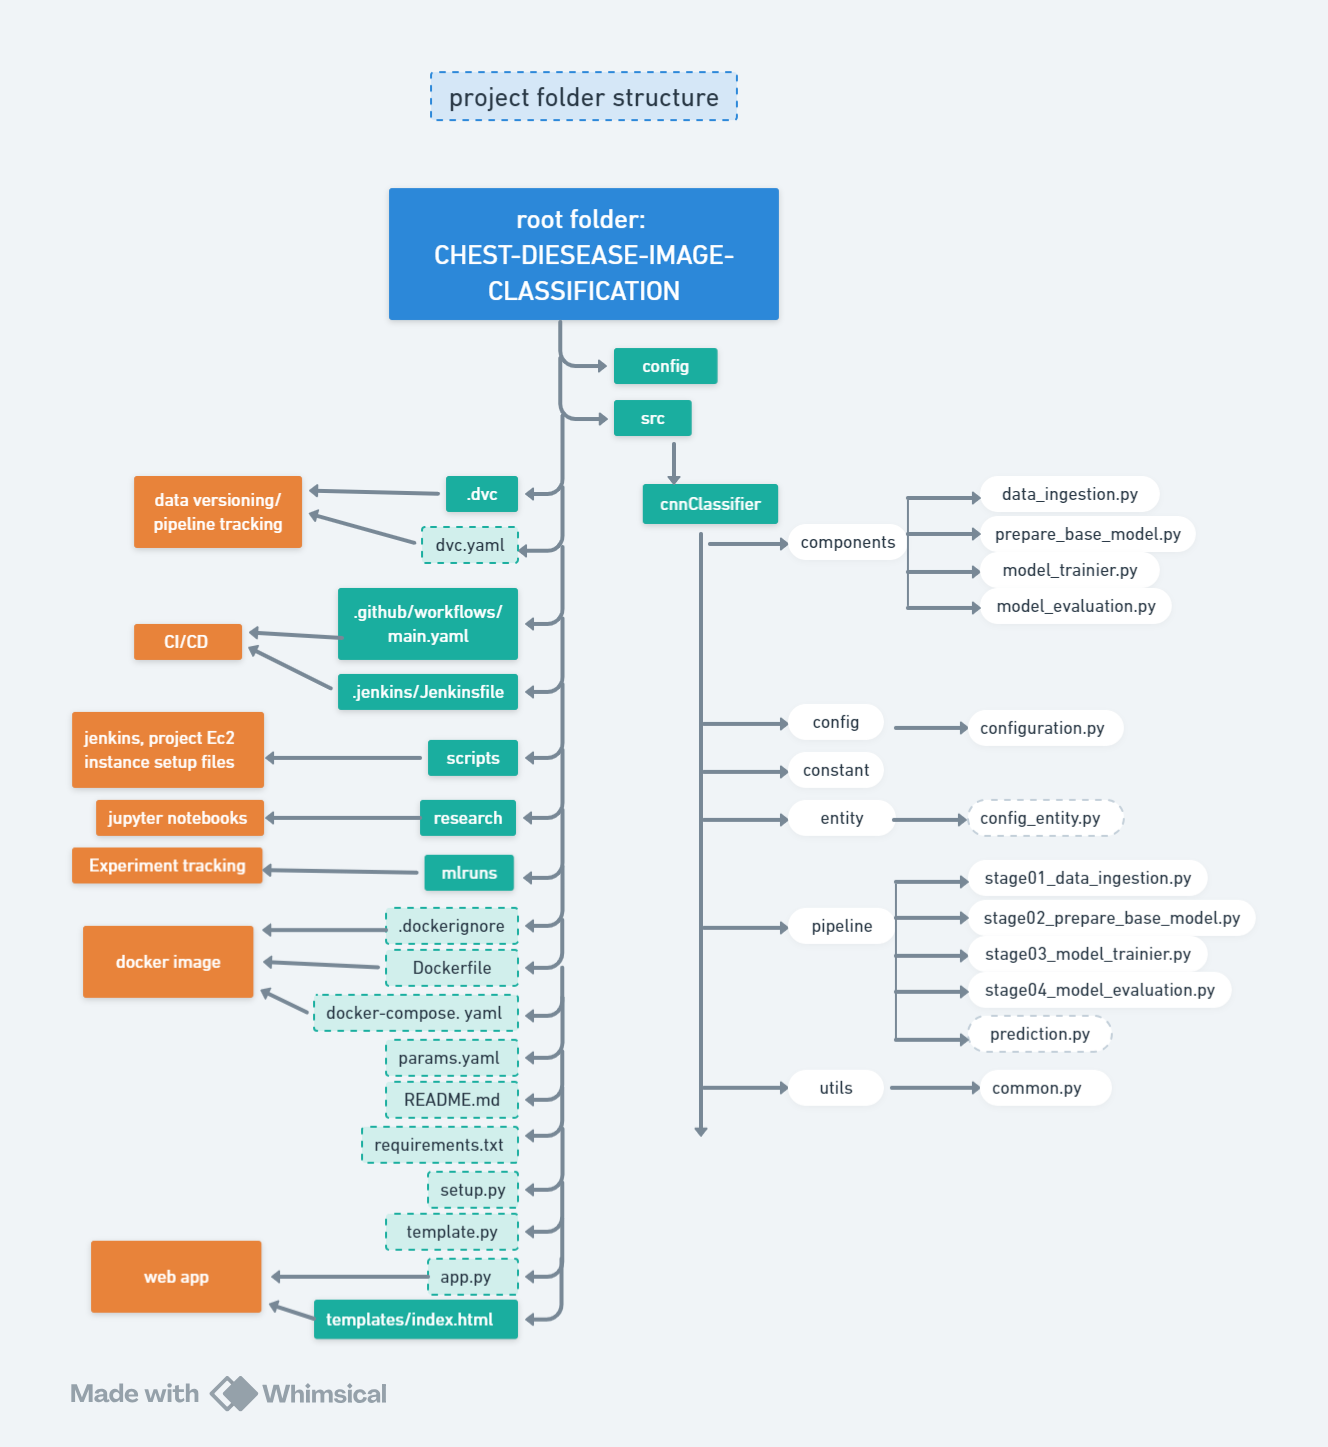 project folder structure
root folder:
CHEST-DIESEASE-IMAGE-
CLASSIFICATION
config
src
.dvc
data versioning/
pipeline tracking
dvc.yaml
.github/workflows/
main.yaml
CI/CD
.jenkins/Jenkinsfile
jenkins, project Ec2
instance setup files
scripts
jupyter notebooks
research
Experiment tracking
mlruns
.dockerignore
docker image
Dockerfile
docker-compose. yaml
params.yaml
README.md
requirements.txt
setup.py
template.py
web app
app.py
templates/index.html
cnnClassifier
components
data_ingestion.py
prepare_base_model.py
model_trainier.py
model_evaluation.py
config
configuration.py
constant
entity
config_entity.py
pipeline
stage01_data_ingestion.py
stage02_prepare_base_model.py
stage03_model_trainier.py
stage04_model_evaluation.py
prediction.py
utils
common.py
Made with Whimsical